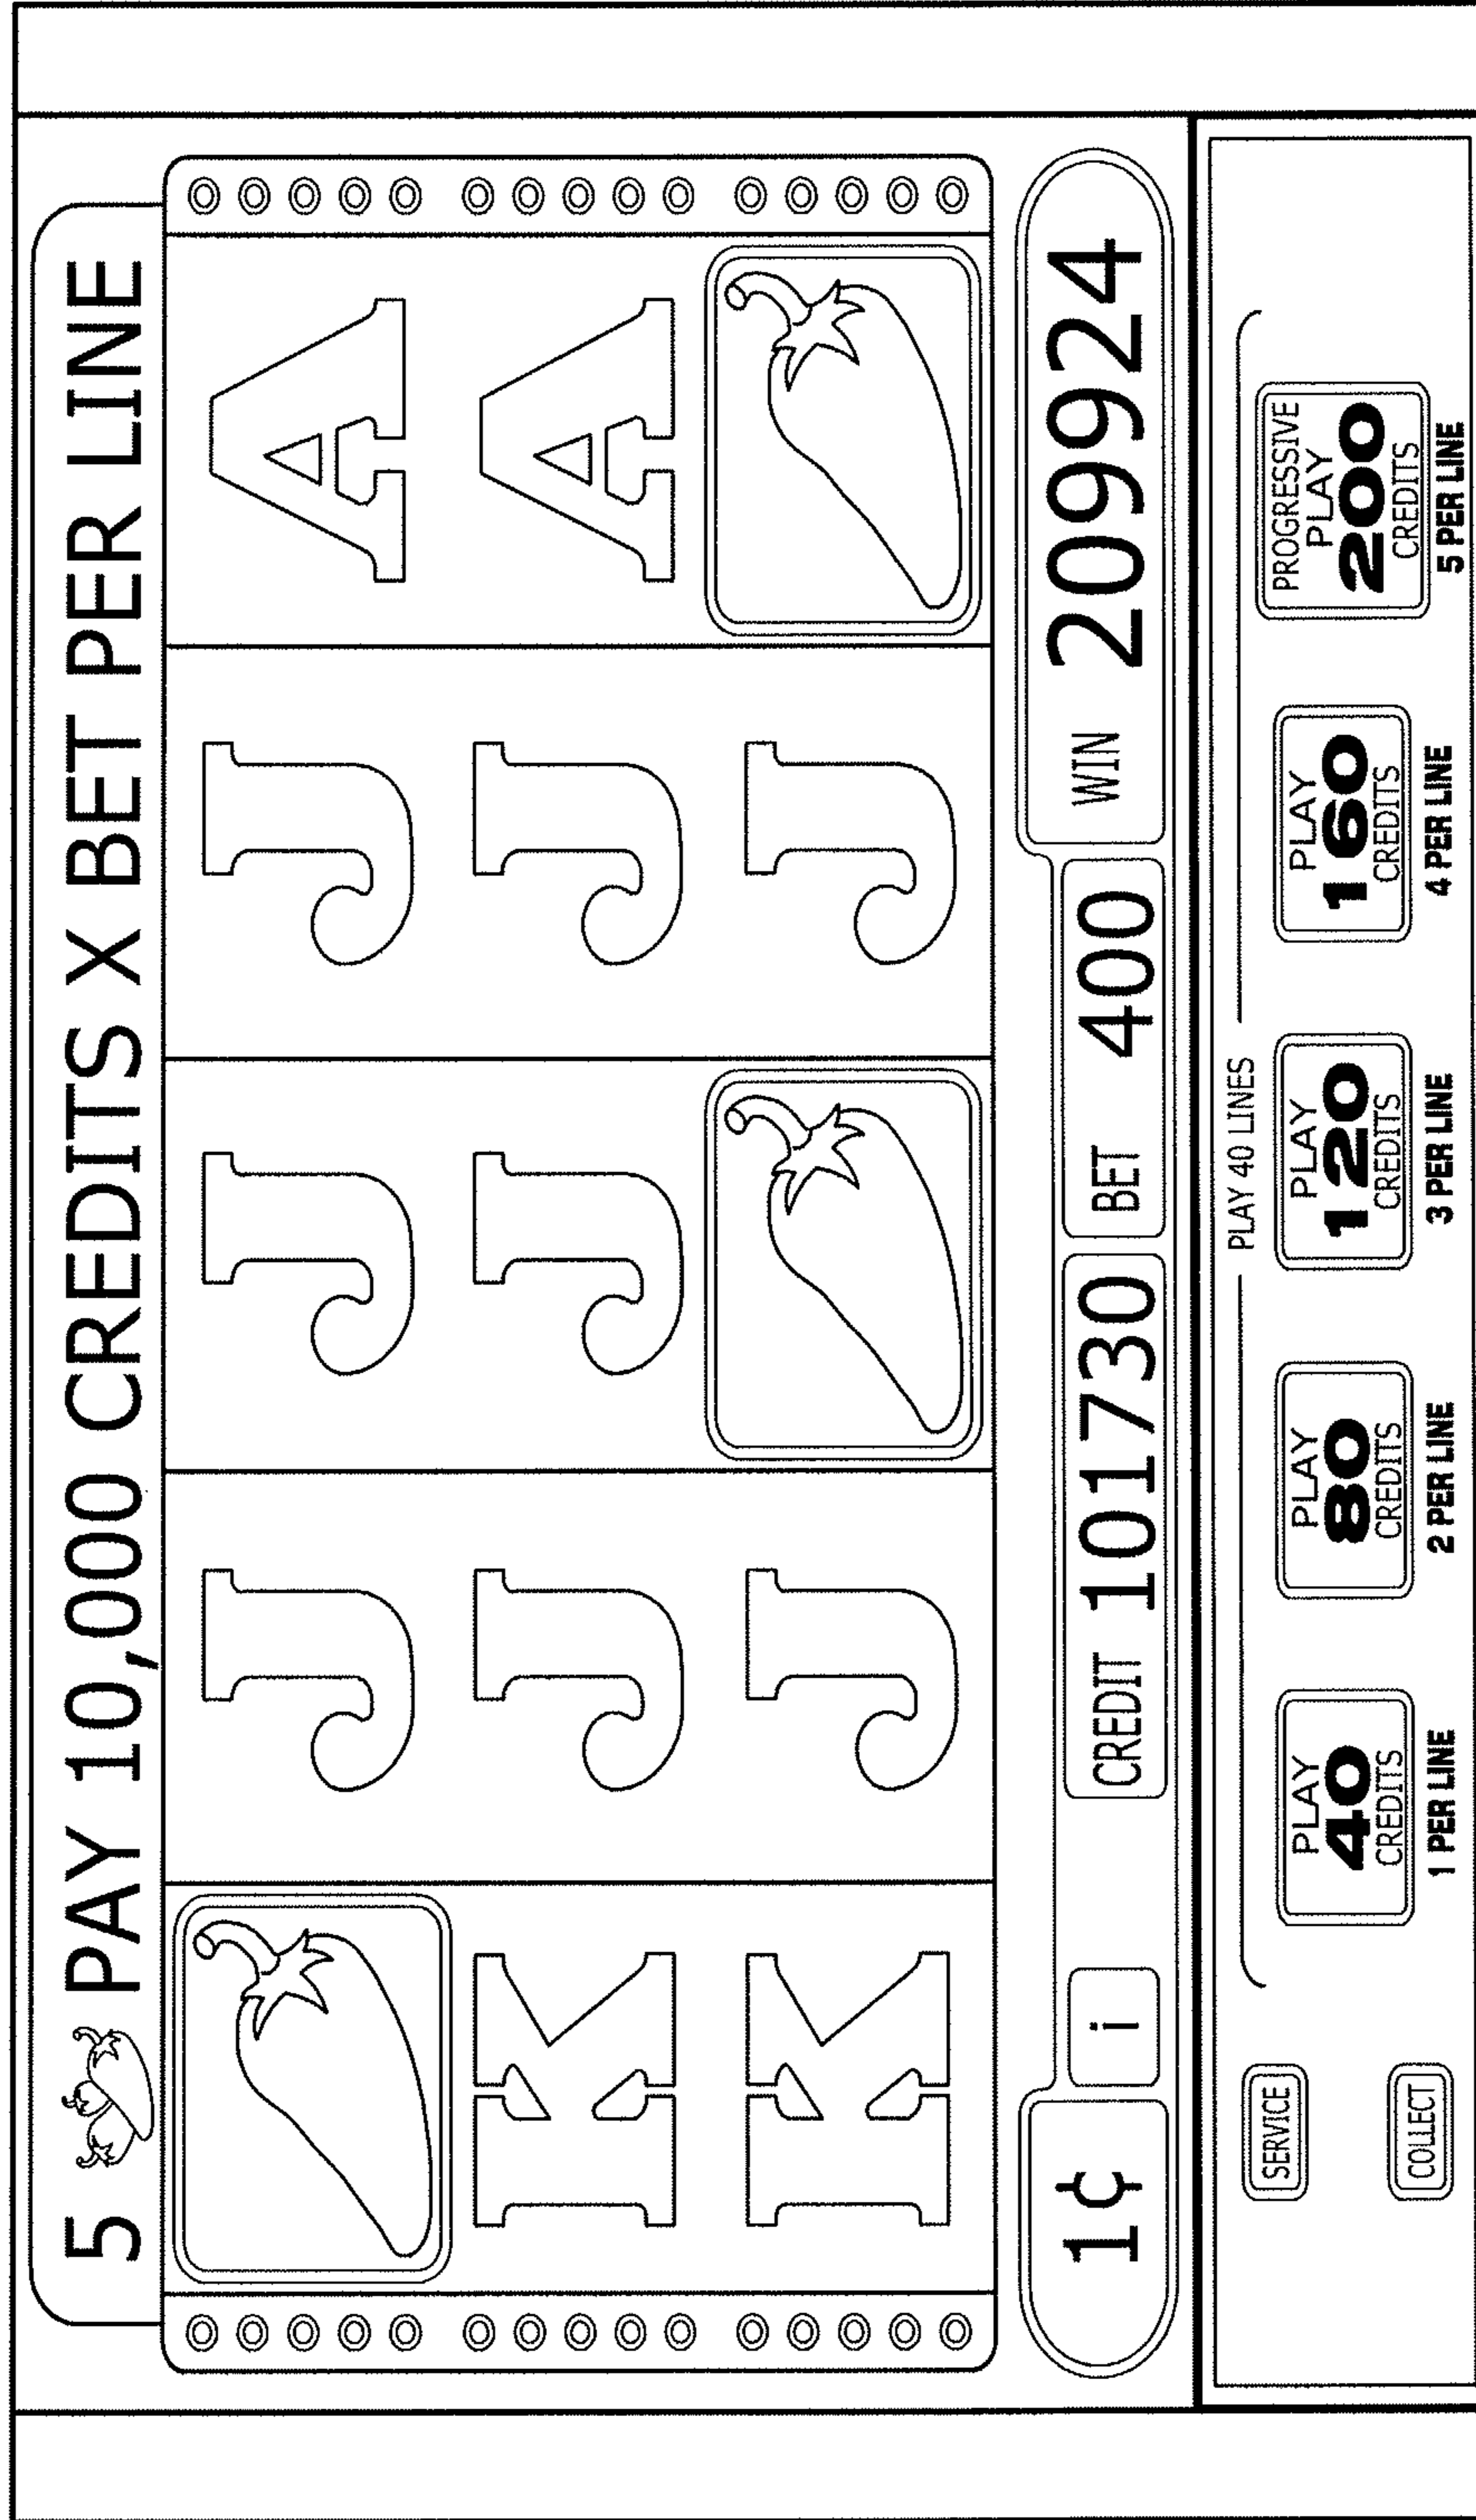 5 PAY 10,000 CREDITS X BET PER LINE
J J J A
K J J J A
K J J
1¢ i CREDIT 101730 BET 400 WIN 209924
PLAY 40 LINES
SERVICE
COLLECT
PLAY
40
CREDITS
1 PER LINE
PLAY
80
CREDITS
2 PER LINE
PLAY
120
CREDITS
3 PER LINE
PLAY
160
CREDITS
4 PER LINE
PROGRESSIVE
PLAY
200
CREDITS
5 PER LINE